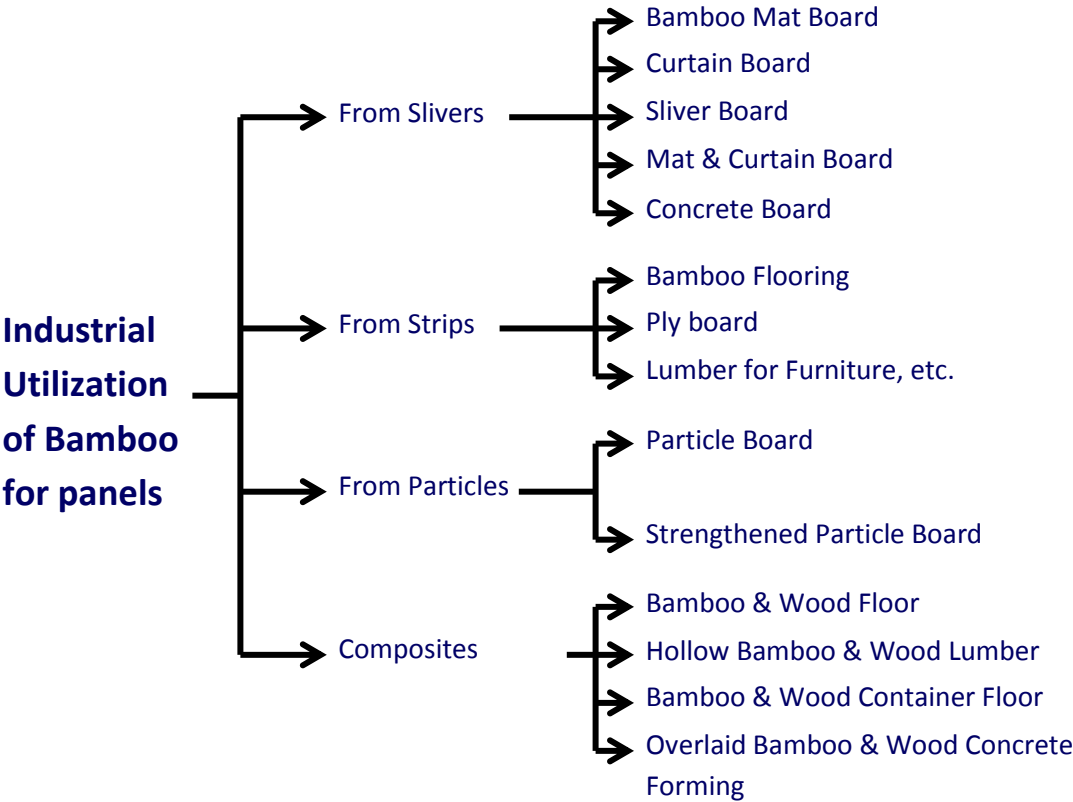 Industrial
Utilization
of Bamboo
for panels
From Slivers
Bamboo Mat Board
Curtain Board
Sliver Board
Mat & Curtain Board
Concrete Board
From Strips
Bamboo Flooring
Ply board
Lumber for Furniture, etc.
From Particles
Particle Board
Strengthened Particle Board
Composites
Bamboo & Wood Floor
Hollow Bamboo & Wood Lumber
Bamboo & Wood Container Floor
Overlaid Bamboo & Wood Concrete
Forming